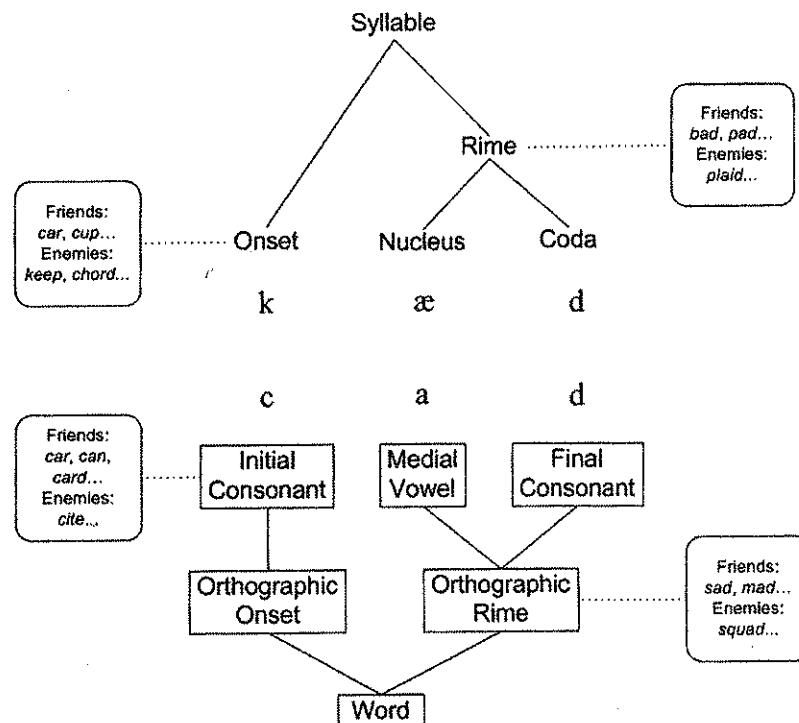 Syllable
Friends:
bad, pad...
Enemies:
plaid...
Rime
Friends:
car, cup...
Enemies:
keep, chord...
Onset Nucleus Coda
k æ d
c a d
Friends:
car, can,
card...
Enemies:
cite...
Initial
Consonant
Medial
Vowel
Final
Consonant
Orthographic
Onset
Orthographic
Rime
Friends:
sad, mad...
Enemies:
squad...
Word